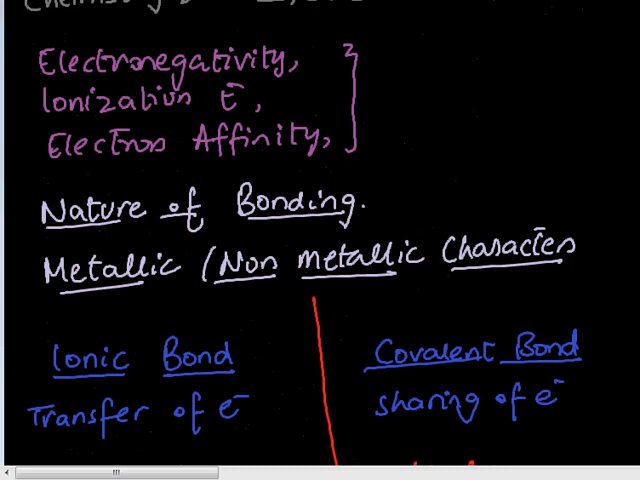 Electronegativity,
Ionization E,
Electron Affinity,
Nature of Bonding.
Metallic (Non metallic Character
Ionic Bond
Covalent Bond
Transfer of e⁻
sharing of e⁻